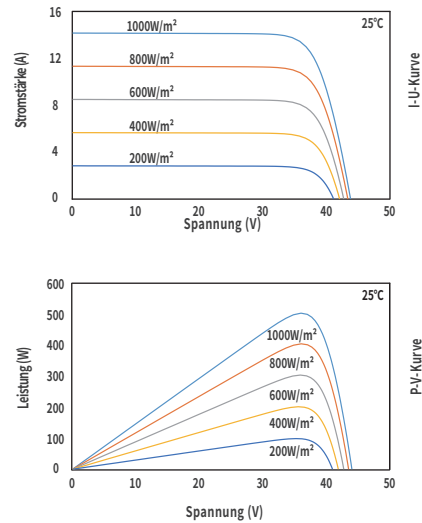 16
1000W/m²
25°C
12
800W/m²
600W/m²
8
400W/m²
4
200W/m²
0
0 10 20 30 40 50
Stromstärke (A)
Spannung (V)
I-U-Kurve
600
25°C
500
1000W/m²
400
800W/m²
300
600W/m²
200
400W/m²
100
200W/m²
0
0 10 20 30 40 50
Leistung (W)
Spannung (V)
P-V-Kurve